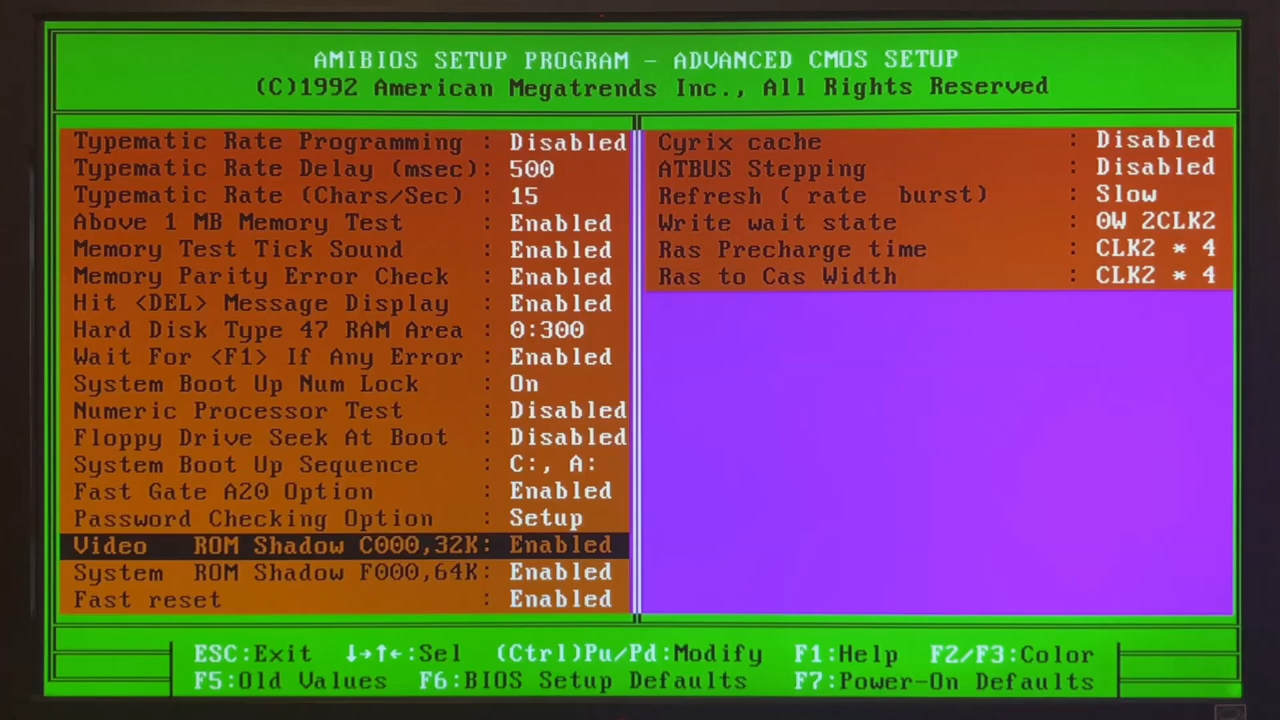 AMIBIOS SETUP PROGRAM - ADVANCED CMOS SETUP
(C)1992 American Megatrends Inc., All Rights Reserved
Typematic Rate Programming : Disabled
Typematic Rate Delay (msec): 500
Typematic Rate (Chars/Sec) : 15
Above 1 MB Memory Test : Enabled
Memory Test Tick Sound : Enabled
Memory Parity Error Check : Enabled
Hit <DEL> Message Display : Enabled
Hard Disk Type 47 RAM Area : 0:300
Wait For <F1> If Any Error : Enabled
System Boot Up Num Lock : On
Numeric Processor Test : Disabled
Floppy Drive Seek At Boot : Disabled
System Boot Up Sequence : C:, A:
Fast Gate A20 Option : Enabled
Password Checking Option : Setup
Video ROM Shadow C000,32K: Enabled
System ROM Shadow F000,64K: Enabled
Fast reset : Enabled
Cyrix cache : Disabled
ATBUS Stepping : Disabled
Refresh ( rate burst) : Slow
Write wait state : 0W 2CLK2
Ras Precharge time : CLK2 * 4
Ras to Cas Width : CLK2 * 4
ESC:Exit ↓→↑←:Sel (Ctrl)Pu/Pd:Modify F1:Help F2/F3:Color
F5:Old Values F6:BIOS Setup Defaults F7:Power-On Defaults